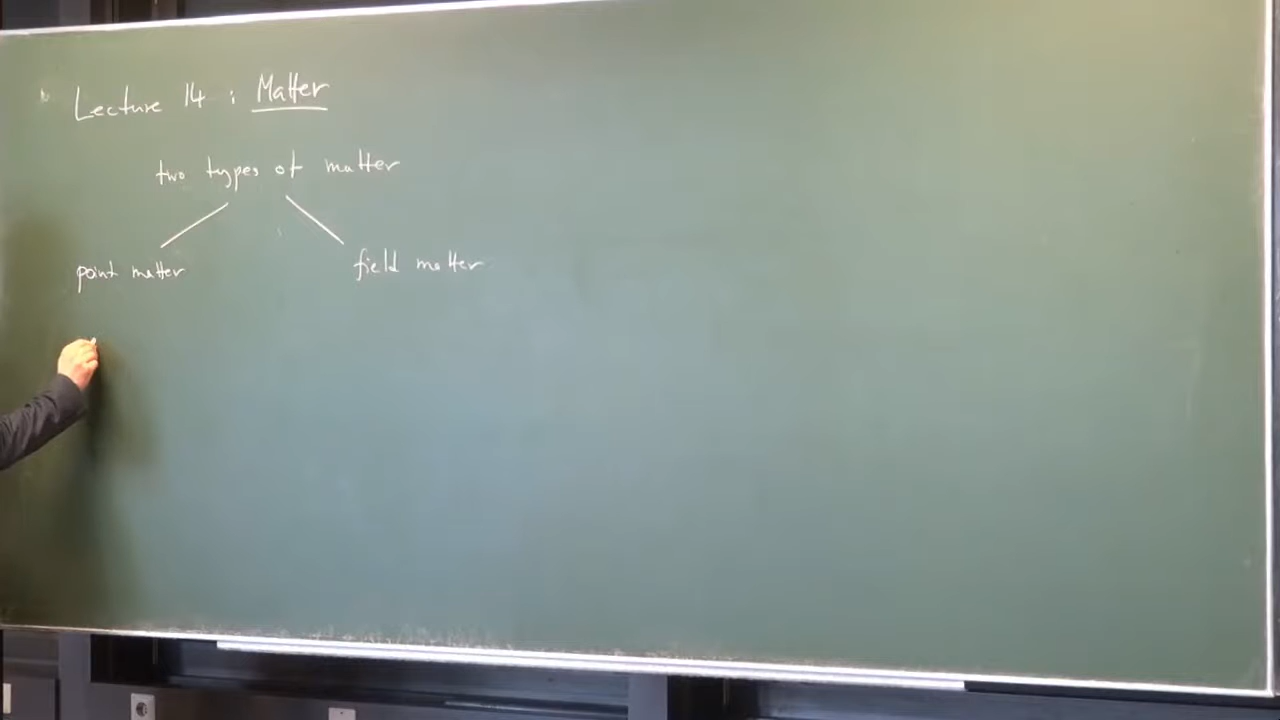 Lecture 14 : Matter
two types of matter
point matter
field matter